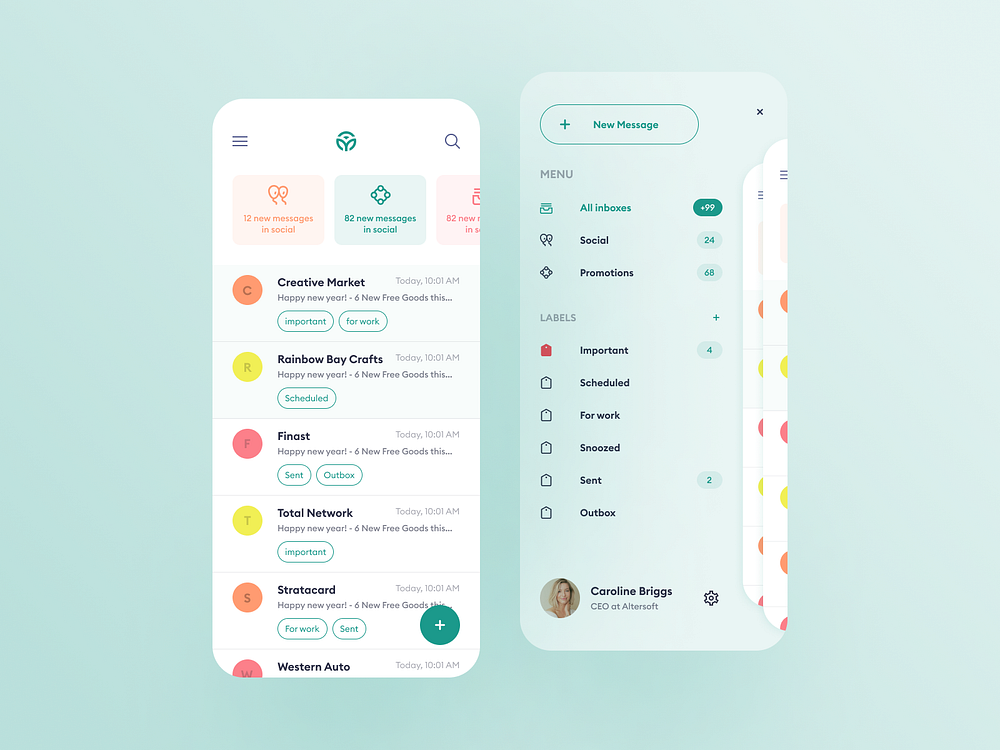 12 new messages
in social
82 new messages
in social
82 new
in
C
Creative Market
Today, 10:01 AM
Happy new year! - 6 New Free Goods this...
important
for work
R
Rainbow Bay Crafts
Today, 10:01 AM
Happy new year! - 6 New Free Goods this...
Scheduled
F
Finast
Today, 10:01 AM
Happy new year! - 6 New Free Goods this...
Sent
Outbox
T
Total Network
Today, 10:01 AM
Happy new year! - 6 New Free Goods this...
important
S
Stratacard
Today, 10:01 AM
Happy new year! - 6 New Free Goods this...
For work
Sent
+
W
Western Auto
Today, 10:01 AM
+ New Message
×
MENU
All inboxes
+99
Social
24
Promotions
68
LABELS
+
Important
4
Scheduled
For work
Snoozed
Sent
2
Outbox
Caroline Briggs
CEO at Altersoft